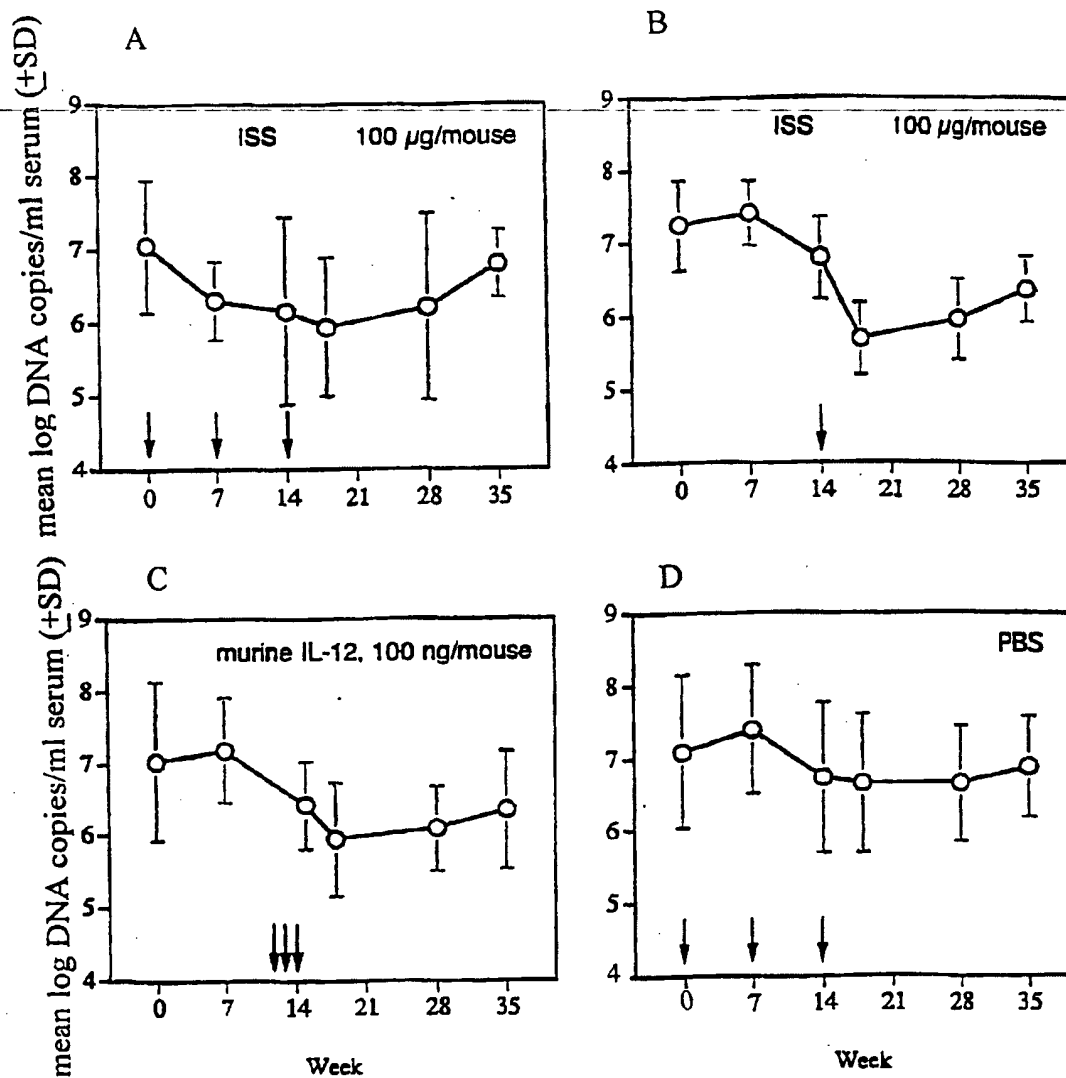 A
mean log DNA copies/ml serum (+SD)
ISS 100 µg/mouse
9
8
7
6
5
4
0 7 14 21 28 35
B
ISS 100 µg/mouse
9
8
7
6
5
4
0 7 14 21 28 35
C
mean log DNA copies/ml serum (+SD)
murine IL-12, 100 ng/mouse
9
8
7
6
5
4
0 7 14 21 28 35
Week
D
PBS
9
8
7
6
5
4
0 7 14 21 28 35
Week